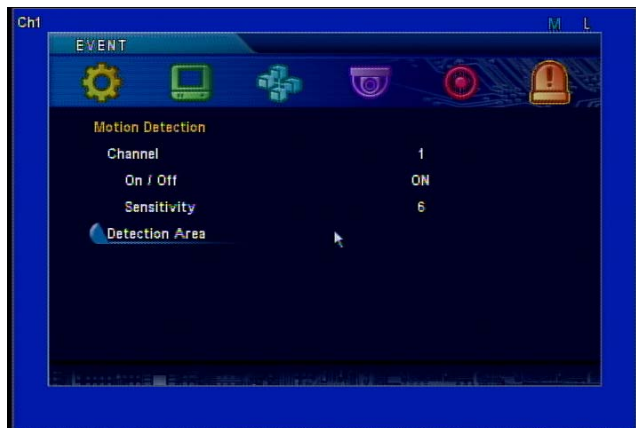 Ch1
M L
EVENT
Motion Detection
Channel 1
On / Off ON
Sensitivity 6
Detection Area